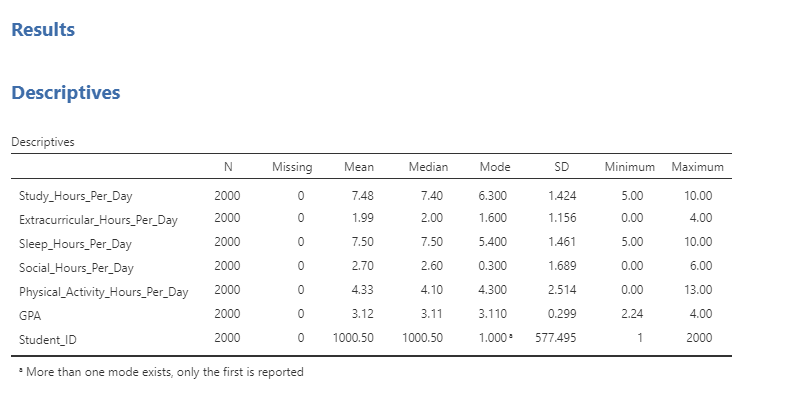 Results
Descriptives
Descriptives
N Missing Mean Median Mode SD Minimum Maximum
Study_Hours_Per_Day 2000 0 7.48 7.40 6.300 1.424 5.00 10.00
Extracurricular_Hours_Per_Day 2000 0 1.99 2.00 1.600 1.156 0.00 4.00
Sleep_Hours_Per_Day 2000 0 7.50 7.50 5.400 1.461 5.00 10.00
Social_Hours_Per_Day 2000 0 2.70 2.60 0.300 1.689 0.00 6.00
Physical_Activity_Hours_Per_Day 2000 0 4.33 4.10 4.300 2.514 0.00 13.00
GPA 2000 0 3.12 3.11 3.110 0.299 2.24 4.00
Student_ID 2000 0 1000.50 1000.50 1.000 ᵃ 577.495 1 2000
ᵃ More than one mode exists, only the first is reported